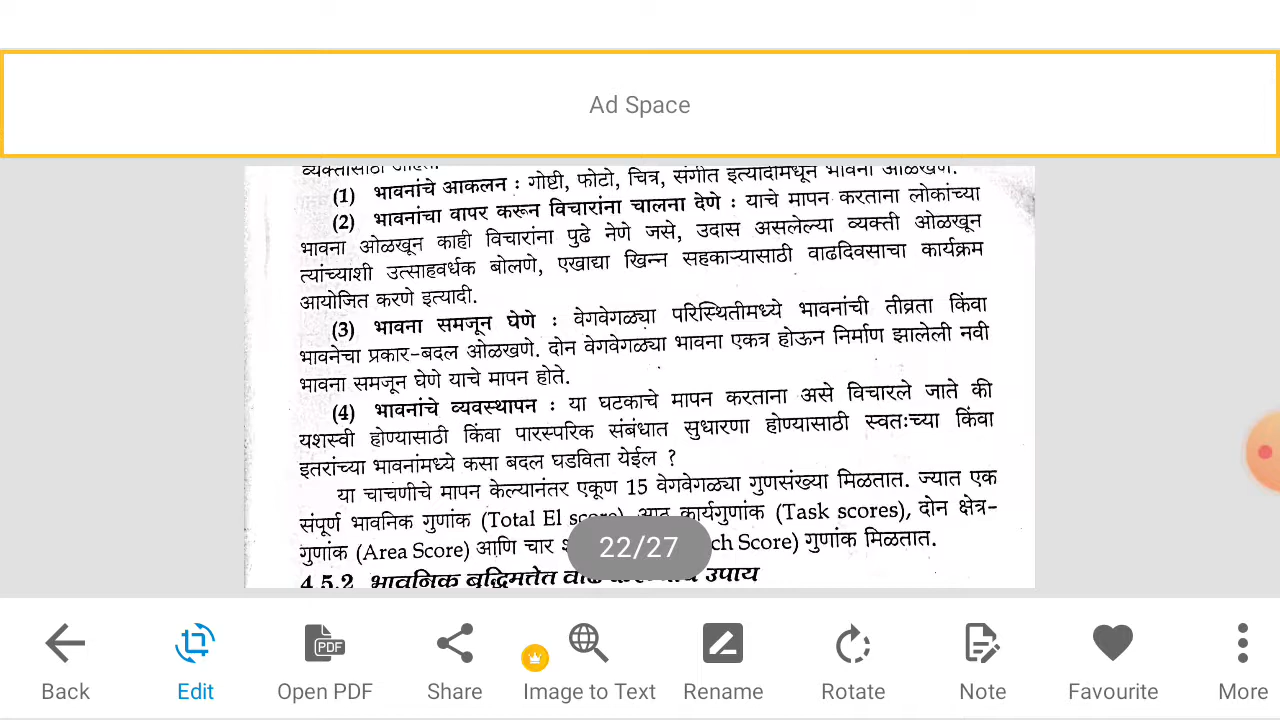 Ad Space
(1) भावनांचे आकलन : गोष्टी, फोटो, चित्र, संगीत इत्यादींमधून भावना ओळखणे.
(2) भावनांचा वापर करून विचारांना चालना देणे : याचे मापन करताना लोकांच्या
भावना ओळखून काही विचारांना पुढे नेणे जसे, उदास असलेल्या व्यक्ती ओळखून
त्यांच्याशी उत्साहवर्धक बोलणे, एखाद्या खिन्न सहकाऱ्यासाठी वाढदिवसाचा कार्यक्रम
आयोजित करणे इत्यादी.
(3) भावना समजून घेणे : वेगवेगळ्या परिस्थितीमध्ये भावनांची तीव्रता किंवा
भावनेचा प्रकार-बदल ओळखणे. दोन वेगवेगळ्या भावना एकत्र होऊन निर्माण झालेली नवी
भावना समजून घेणे याचे मापन होते.
(4) भावनांचे व्यवस्थापन : या घटकाचे मापन करताना असे विचारले जाते की
यशस्वी होण्यासाठी किंवा पारस्परिक संबंधात सुधारणा होण्यासाठी स्वतःच्या किंवा
इतरांच्या भावनांमध्ये कसा बदल घडविता येईल ?
या चाचणीचे मापन केल्यानंतर एकूण 15 वेगवेगळ्या गुणसंख्या मिळतात. ज्यात एक
संपूर्ण भावनिक गुणांक (Total El score), आठ कार्यगुणांक (Task scores), दोन क्षेत्र-
गुणांक (Area Score) आणि चार ch Score) गुणांक मिळतात.
22/27
4.5.2 भावनिक बुद्धिमत्तेत वाढ उपाय
Back Edit Open PDF Share Image to Text Rename Rotate Note Favourite More